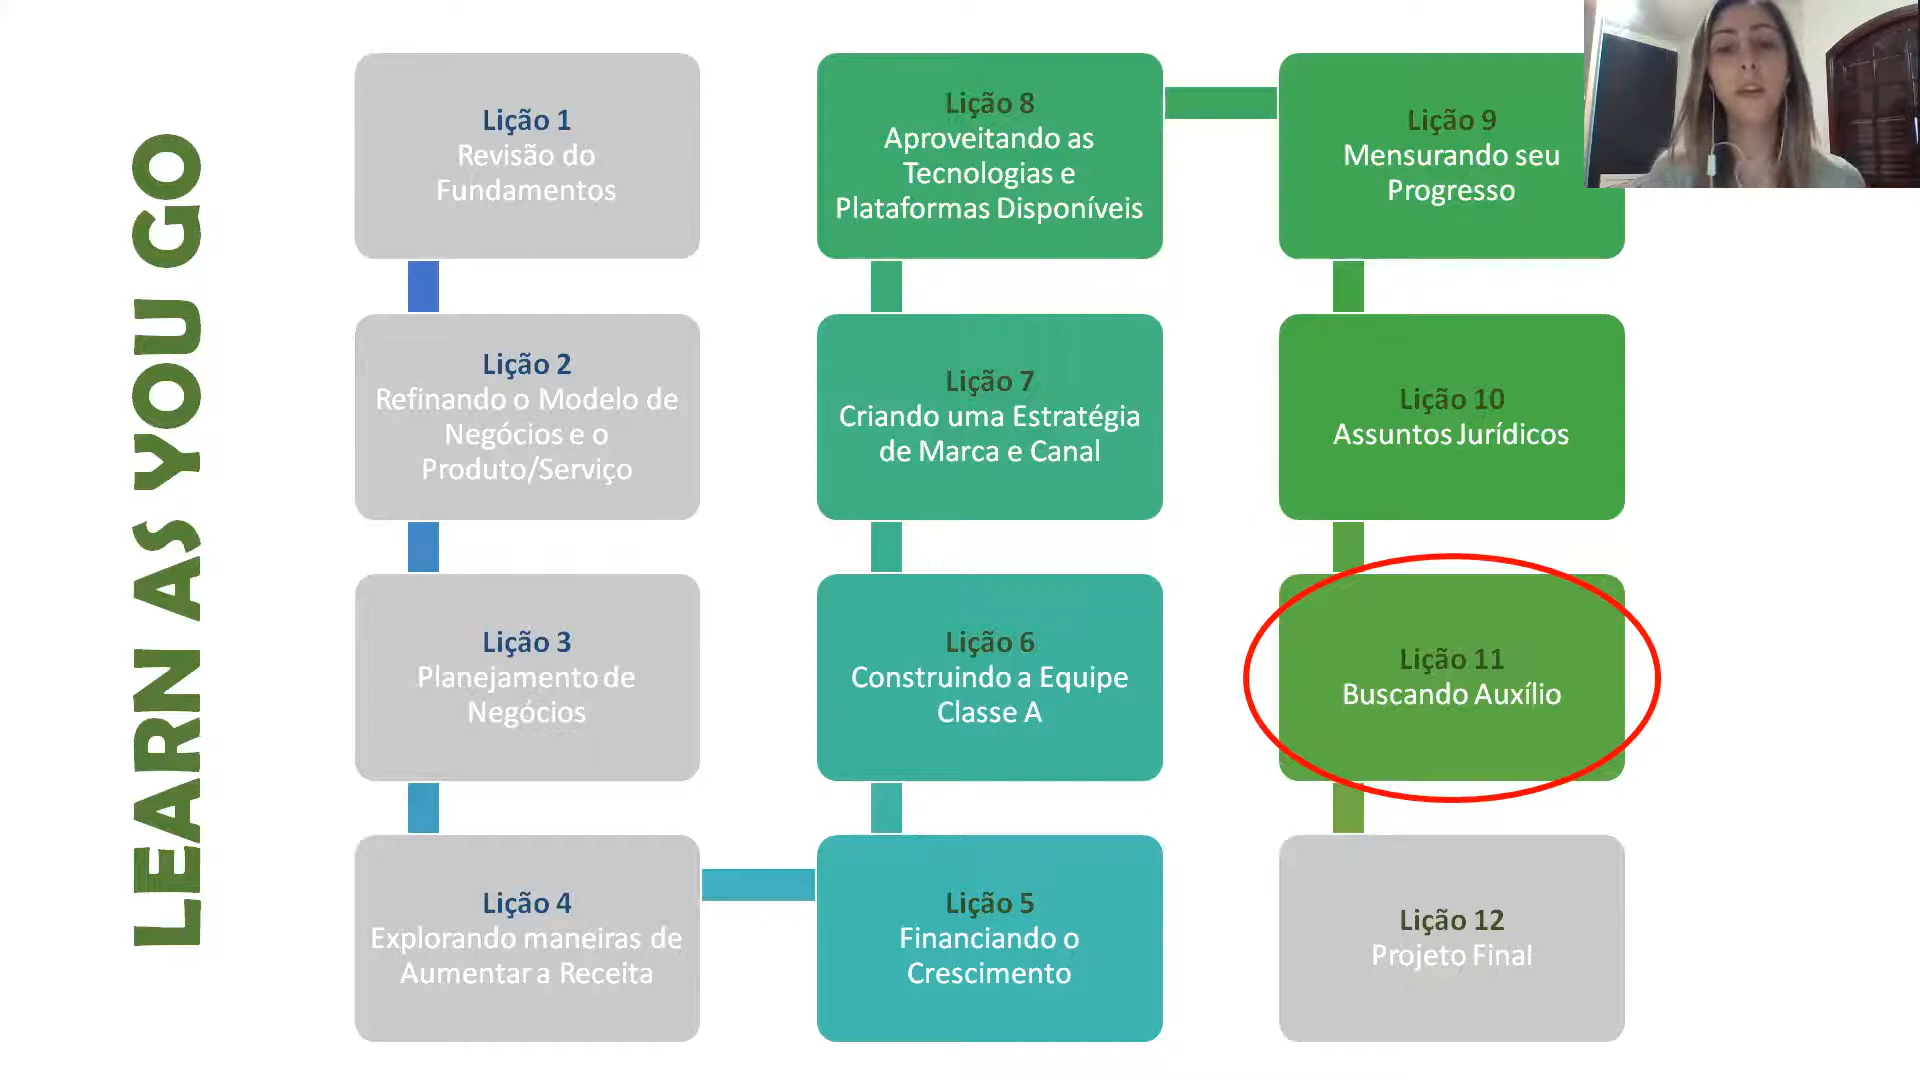 LEARN AS YOU GO
Lição 1
Revisão do
Fundamentos
Lição 2
Refinando o Modelo de
Negócios e o
Produto/Serviço
Lição 3
Planejamento de
Negócios
Lição 4
Explorando maneiras de
Aumentar a Receita
Lição 5
Financiando o
Crescimento
Lição 6
Construindo a Equipe
Classe A
Lição 7
Criando uma Estratégia
de Marca e Canal
Lição 8
Aproveitando as
Tecnologias e
Plataformas Disponíveis
Lição 9
Mensurando seu
Progresso
Lição 10
Assuntos Jurídicos
Lição 11
Buscando Auxílio
Lição 12
Projeto Final